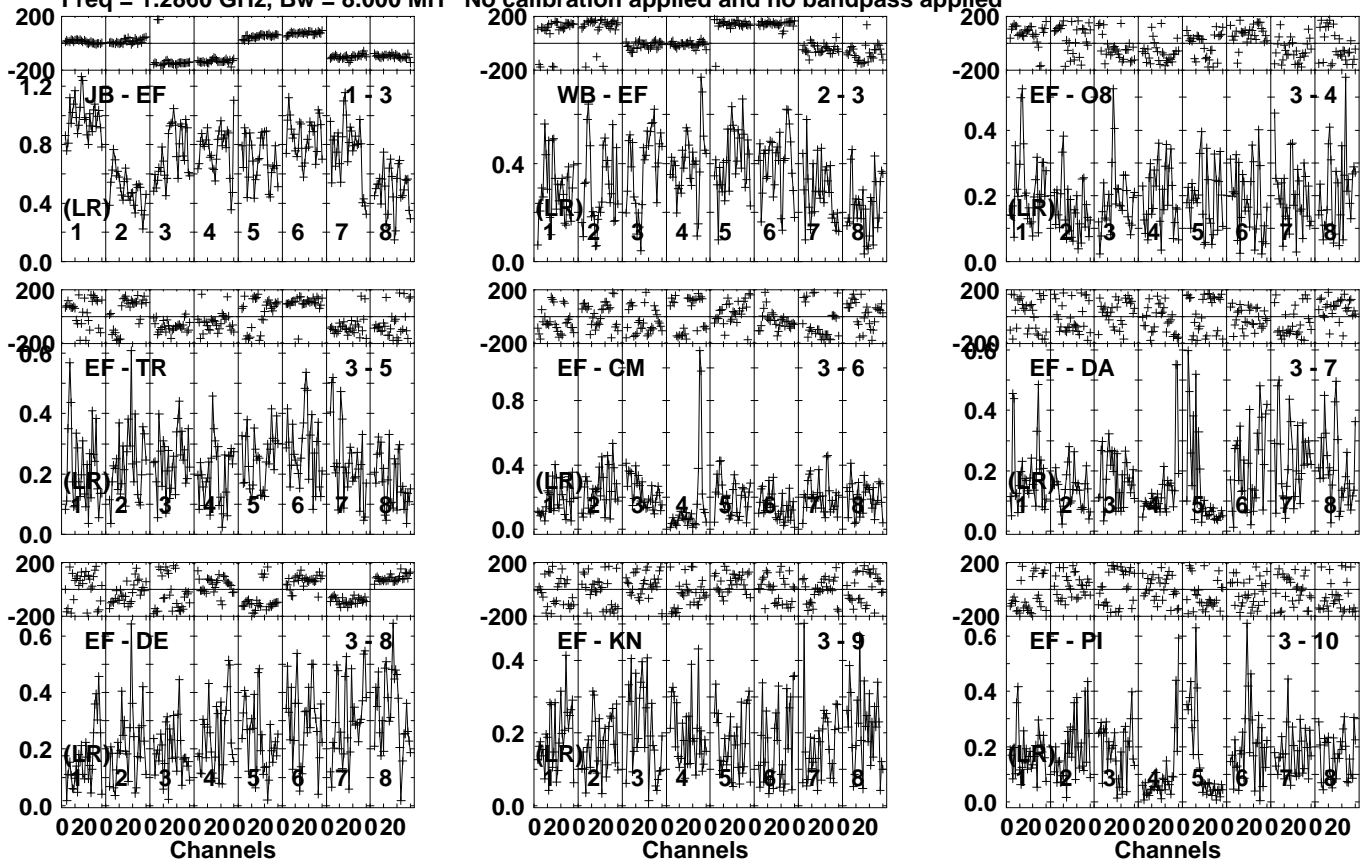 Freq = 1.2860 GHz, Bw = 8.000 MH No calibration applied and no bandpass applied
200
-200
1.2
0.8
0.4
0.0
JB - EF 1 - 3
(LR)
1 2 3 4 5 6 7 8
200
-200
0.4
0.0
WB - EF 2 - 3
(LR)
1 2 3 4 5 6 7 8
200
-200
0.4
0.2
0.0
EF - O8 3 - 4
(LR)
1 2 3 4 5 6 7 8
200
-200
0.6
0.4
0.2
0.0
EF - TR 3 - 5
(LR)
1 2 3 4 5 6 7 8
200
-200
0.8
0.4
0.0
EF - CM 3 - 6
(LR)
1 2 3 4 5 6 7 8
200
-200
0.6
0.4
0.2
0.0
EF - DA 3 - 7
(LR)
1 2 3 4 5 6 7 8
200
-200
0.6
0.4
0.2
0.0
EF - DE 3 - 8
(LR)
1 2 3 4 5 6 7 8
0 20 0 20 0 20 0 20 0 20 0 20 0 20 0 20
Channels
200
-200
0.4
0.2
0.0
EF - KN 3 - 9
(LR)
1 2 3 4 5 6 7 8
0 20 0 20 0 20 0 20 0 20 0 20 0 20 0 20
Channels
200
-200
0.6
0.4
0.2
0.0
EF - PI 3 - 10
(LR)
1 2 3 4 5 6 7 8
0 20 0 20 0 20 0 20 0 20 0 20 0 20 0 20
Channels